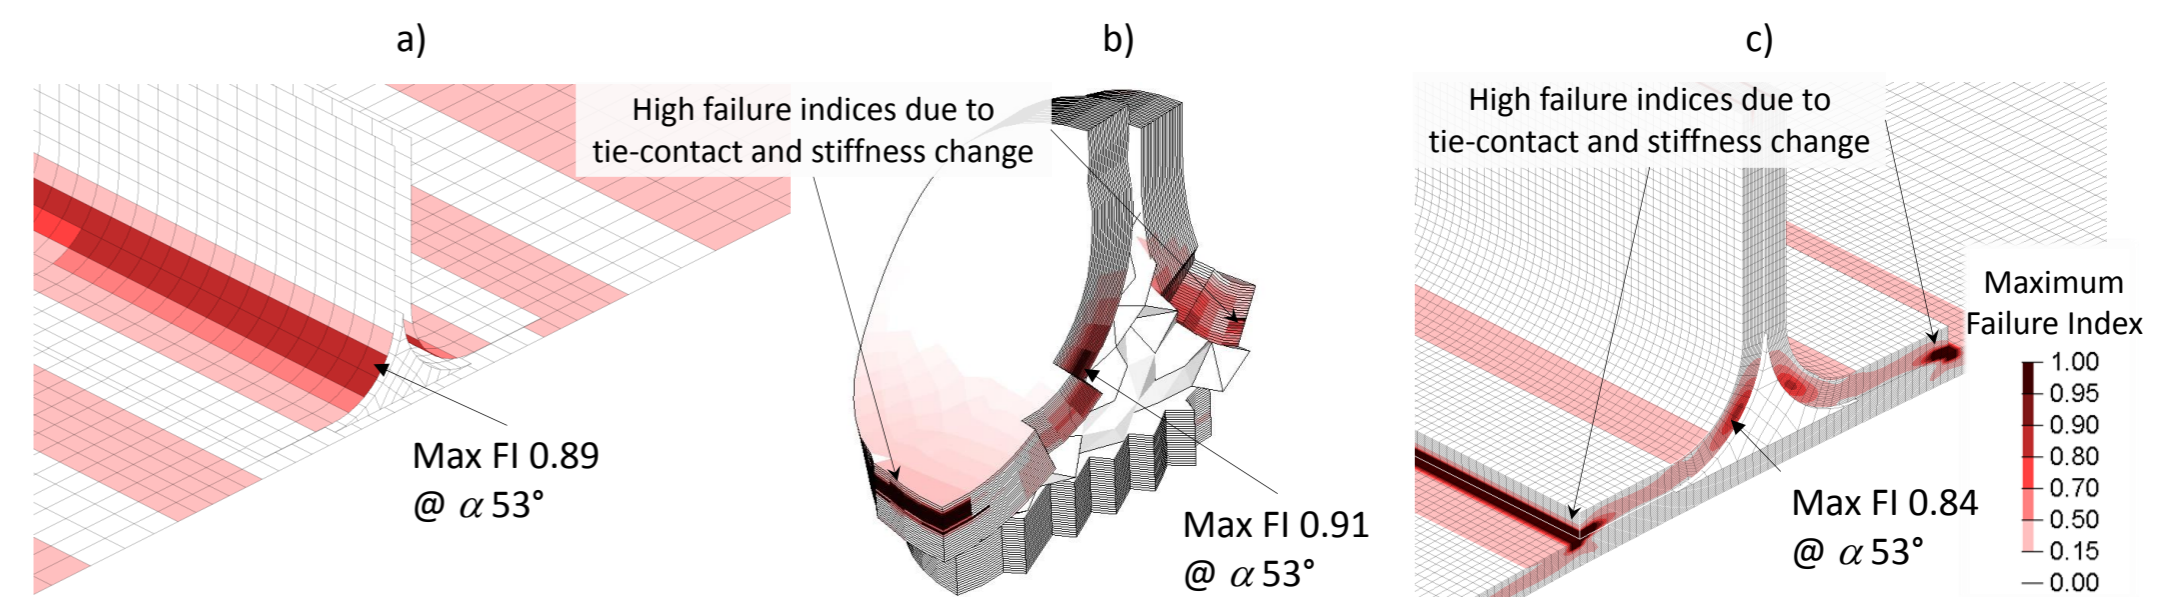 a)
b)
c)
High failure indices due to
tie-contact and stiffness change
High failure indices due to
tie-contact and stiffness change
Max FI 0.89
@ α 53°
Max FI 0.91
@ α 53°
Max FI 0.84
@ α 53°
Maximum
Failure Index
1.00
0.95
0.90
0.80
0.70
0.50
0.15
0.00